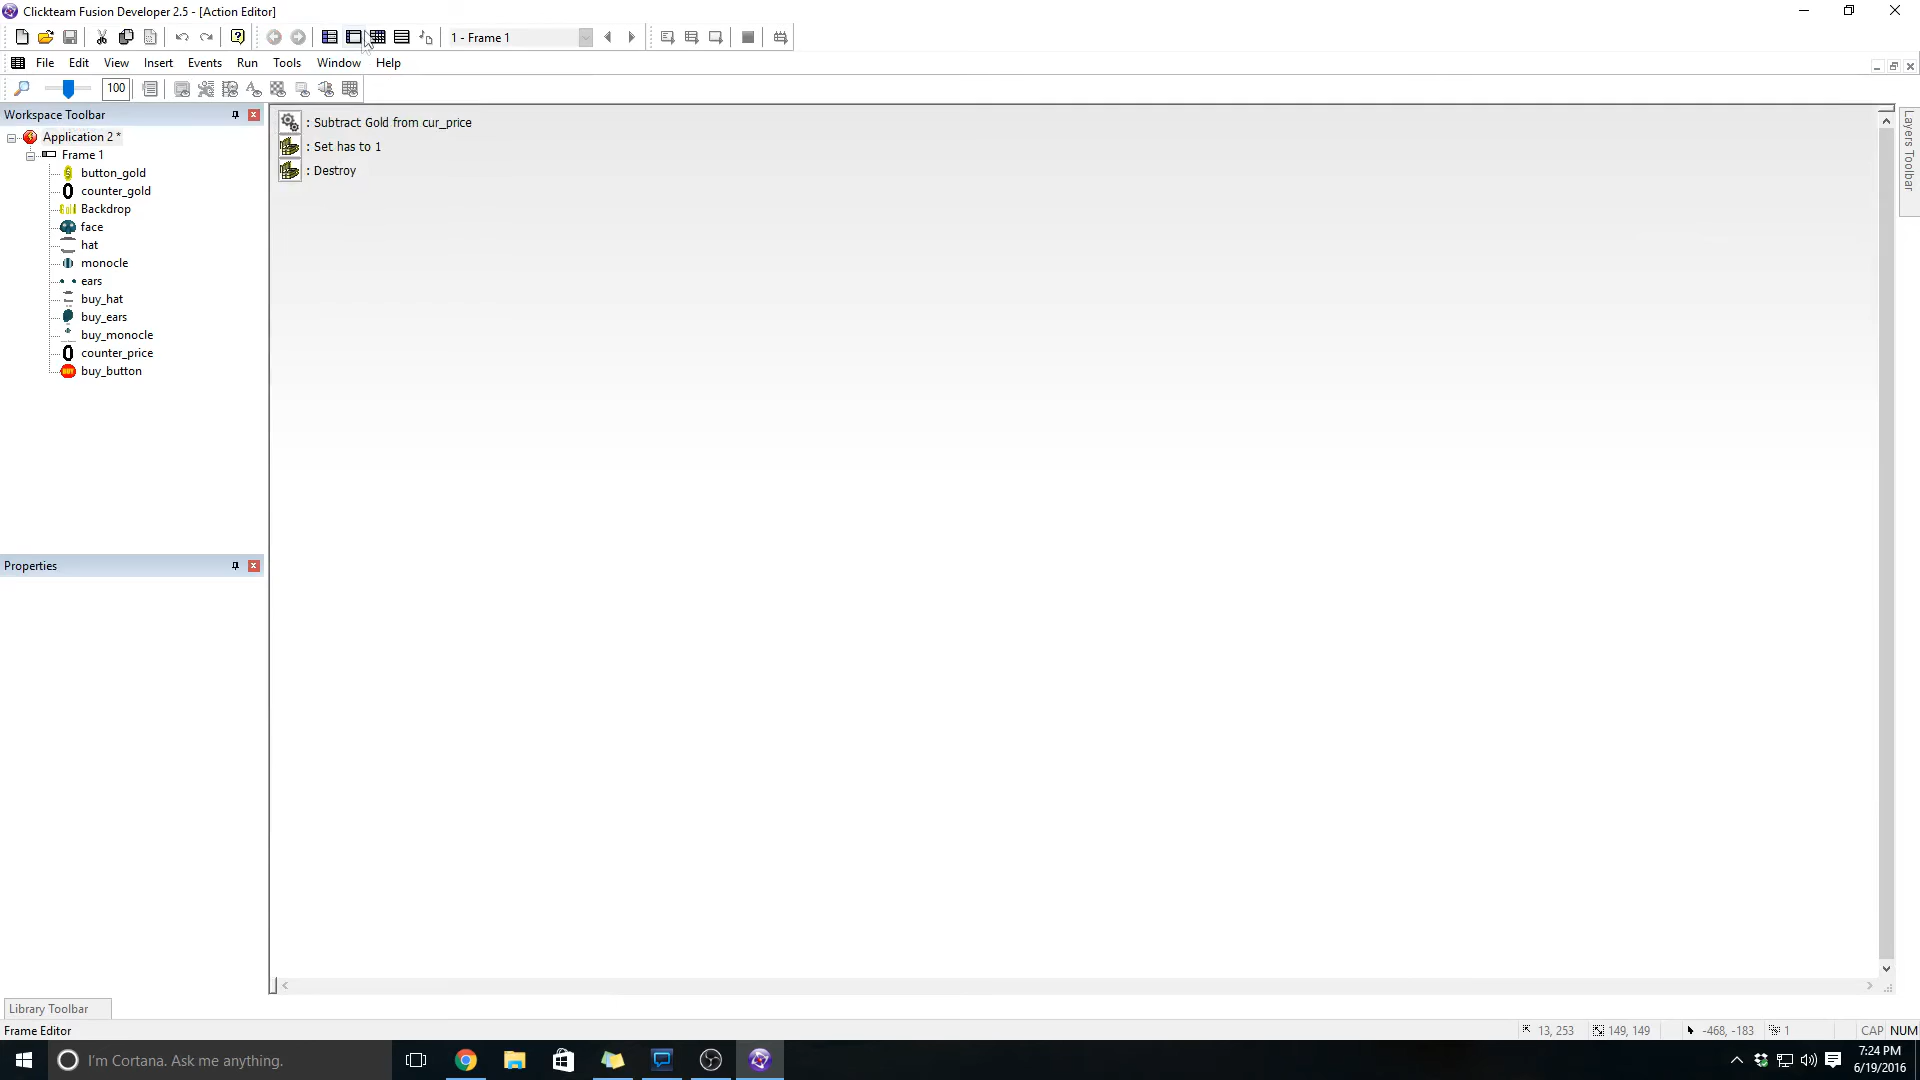 Clickteam Fusion Developer 2.5 - [Action Editor]
1 - Frame 1
File Edit View Insert Events Run Tools Window Help
100
Workspace Toolbar
Application 2 *
Frame 1
button_gold
counter_gold
Backdrop
face
hat
monocle
ears
buy_hat
buy_ears
buy_monocle
counter_price
buy_button
: Subtract Gold from cur_price
: Set has to 1
: Destroy
Layers Toolbar
Properties
Library Toolbar
Frame Editor
13, 253
149, 149
-468, -183
1
CAP NUM
I'm Cortana. Ask me anything.
7:24 PM
6/19/2016